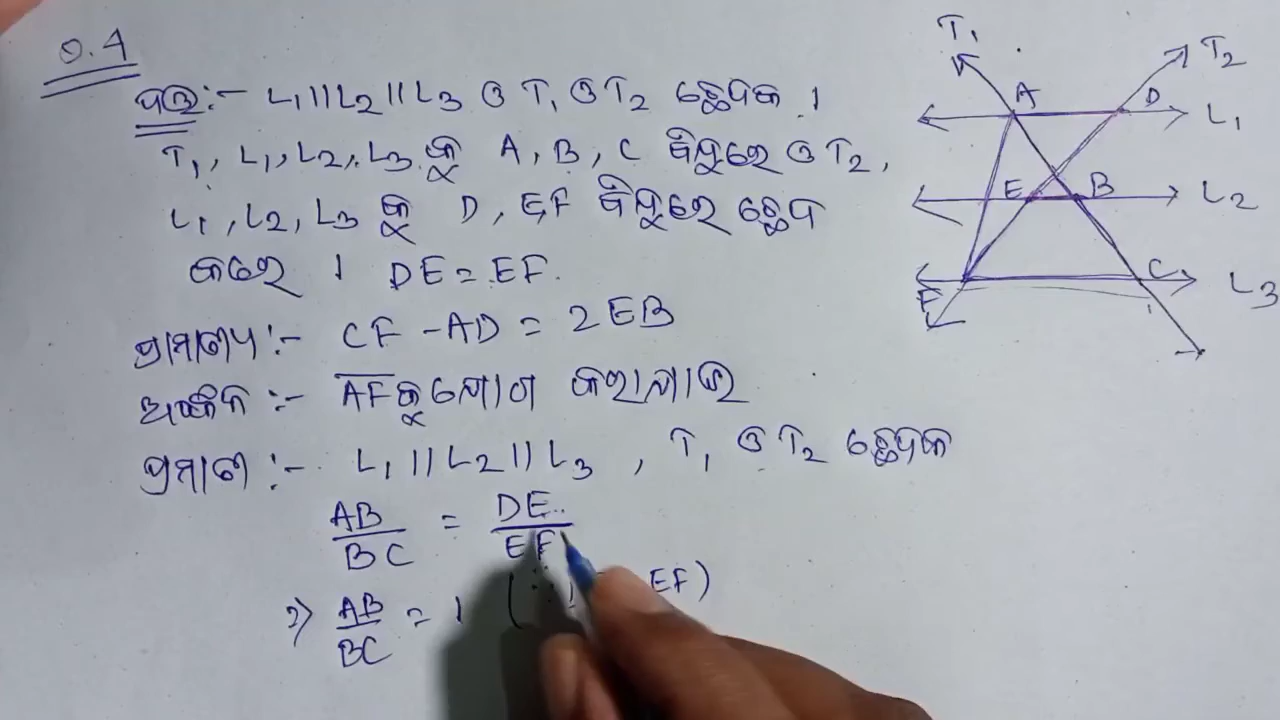 Q.4
ଦତ୍ତ :- L₁ || L₂ || L₃ ଓ T₁ ଓ T₂ ଛେଦକ ।
T₁, L₁, L₂, L₃ କୁ A, B, C ବିନ୍ଦୁରେ ଓ T₂,
L₁, L₂, L₃ କୁ D, E, F ବିନ୍ଦୁରେ ଛେଦ
କରେ । DE = EF.
ପ୍ରାମାଣ୍ୟ :- CF - AD = 2EB
ଅଙ୍କନ :- AF କୁ ଯୋଗ କରାଯାଉ
ପ୍ରମାଣ :- L₁ || L₂ || L₃, T₁ ଓ T₂ ଛେଦକ
AB/BC = DE/EF
⇒ AB/BC = 1 (∵ EF)
T₁
T₂
A D L₁
E B L₂
F C L₃